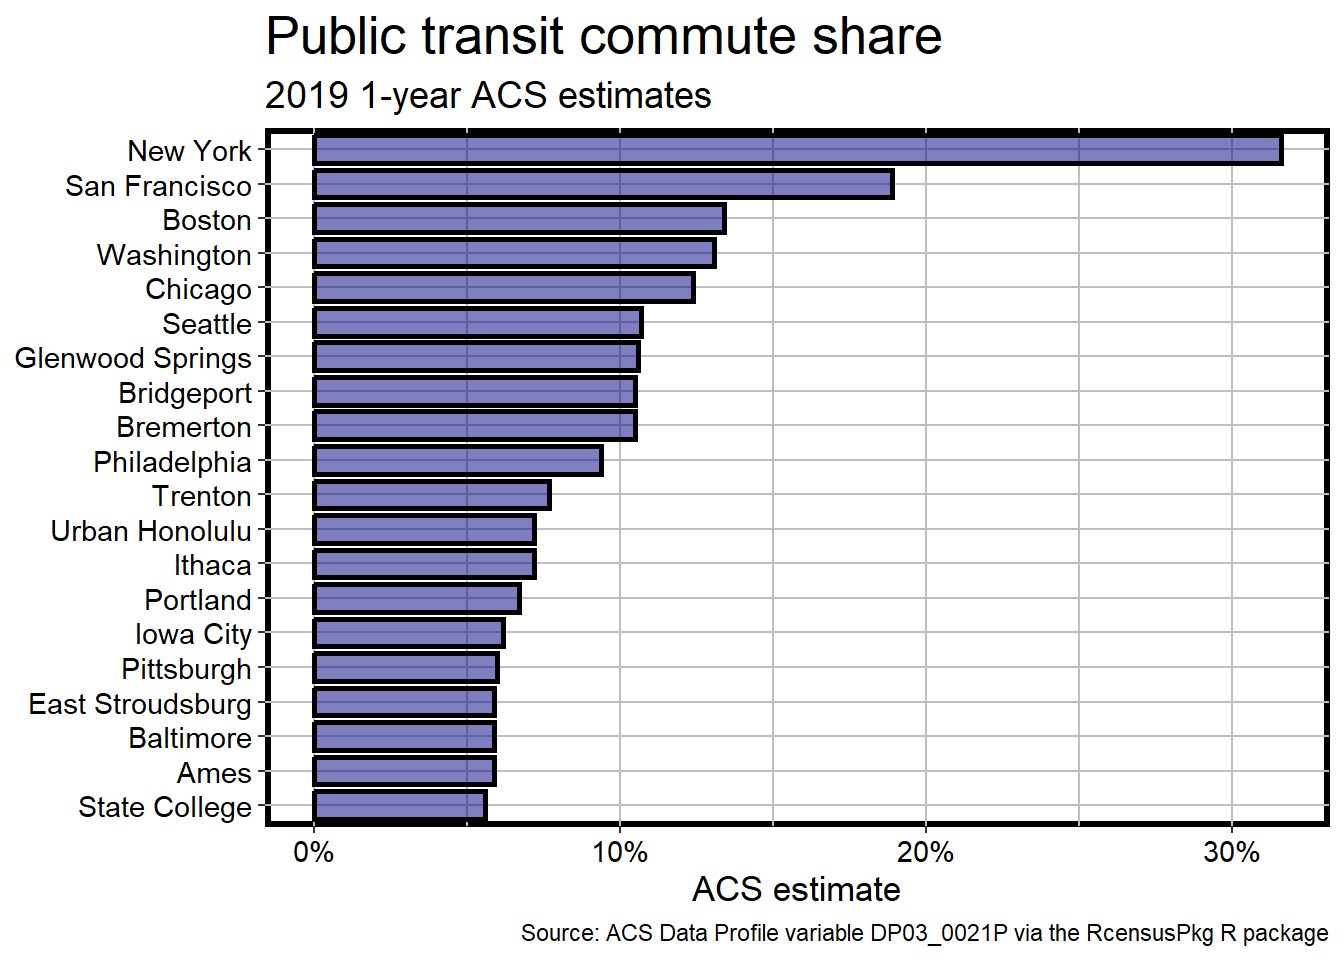 Public transit commute share
2019 1-year ACS estimates
New York
San Francisco
Boston
Washington
Chicago
Seattle
Glenwood Springs
Bridgeport
Bremerton
Philadelphia
Trenton
Urban Honolulu
Ithaca
Portland
Iowa City
Pittsburgh
East Stroudsburg
Baltimore
Ames
State College
0% 10% 20% 30%
ACS estimate
Source: ACS Data Profile variable DP03_0021P via the RcensusPkg R package